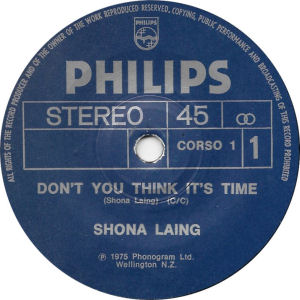 ALL RIGHTS OF THE RECORD PRODUCER AND OF THE OWNER OF THE WORK REPRODUCED RESERVED. COPYING, PUBLIC PERFORMANCE AND BROADCASTING OF THIS RECORD PROHIBITED
PHILIPS
PHILIPS
STEREO 45
CORSO 1 1
DON'T YOU THINK IT'S TIME
(Shona Laing) (C/C)
SHONA LAING
Ⓟ 1975 Phonogram Ltd.
Wellington N.Z.